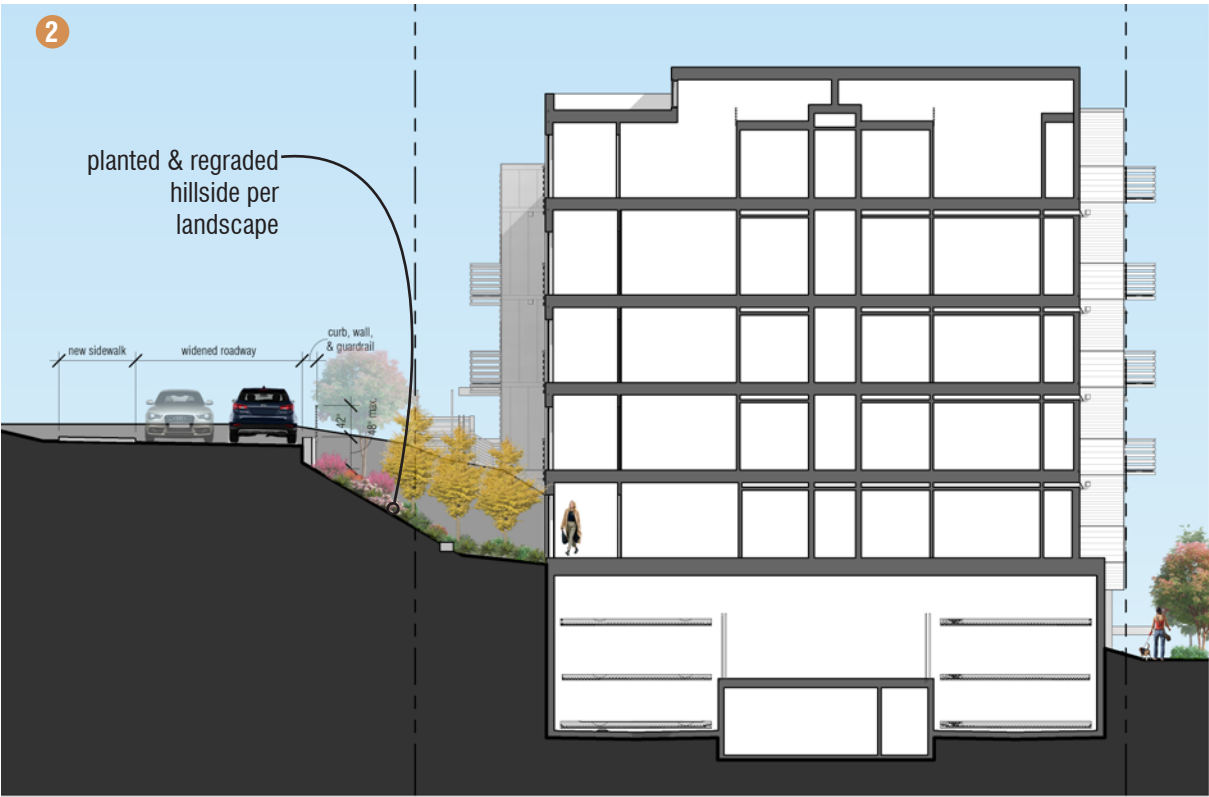 2
planted & regraded
hillside per
landscape
new sidewalk
widened roadway
curb, wall,
& guardrail
42"
48" max.